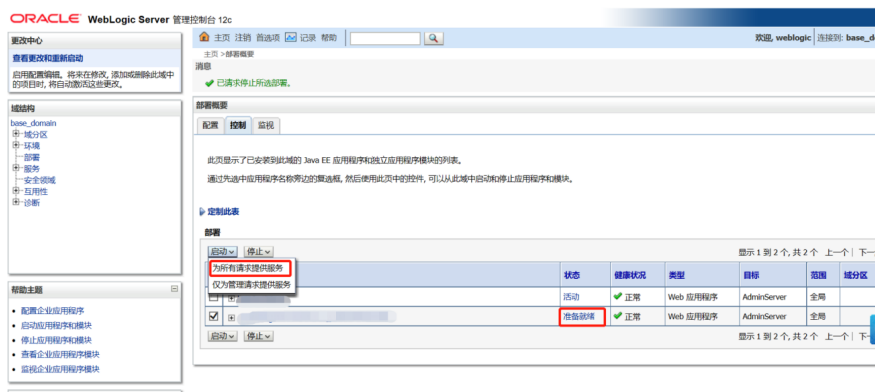 ORACLE WebLogic Server 管理控制台 12c
更改中心
查看更改和重新启动
启用配置编辑。将来在修改, 添加或删除此域中
的项目时, 将自动激活这些更改。
域结构
base_domain
域分区
环境
部署
服务
安全领域
互用性
诊断
帮助主题
配置企业应用程序
启动应用程序和模块
停止应用程序和模块
查看企业应用程序模块
监视企业应用程序模块
主页 注销 首选项 记录 帮助
欢迎, weblogic 连接到:
主页 >部署概要
消息
已请求停止所选部署。
部署概要
配置 控制 监视
此页显示了已安装到此域的 Java EE 应用程序和独立应用程序模块的列表。
通过先选中应用程序名称旁边的复选框, 然后使用此页中的控件, 可以从此域中启动和停止应用程序和模块。
定制此表
部署
启动 停止 显示 1 到 2 个, 共 2 个 上一个
为所有请求提供服务
仅为管理请求提供服务
状态 健康状况 类型 目标 范围 域分区
活动 正常 Web 应用程序 AdminServer 全局
准备就绪 正常 Web 应用程序 AdminServer 全局
启动 停止 显示 1 到 2 个, 共 2 个 上一个